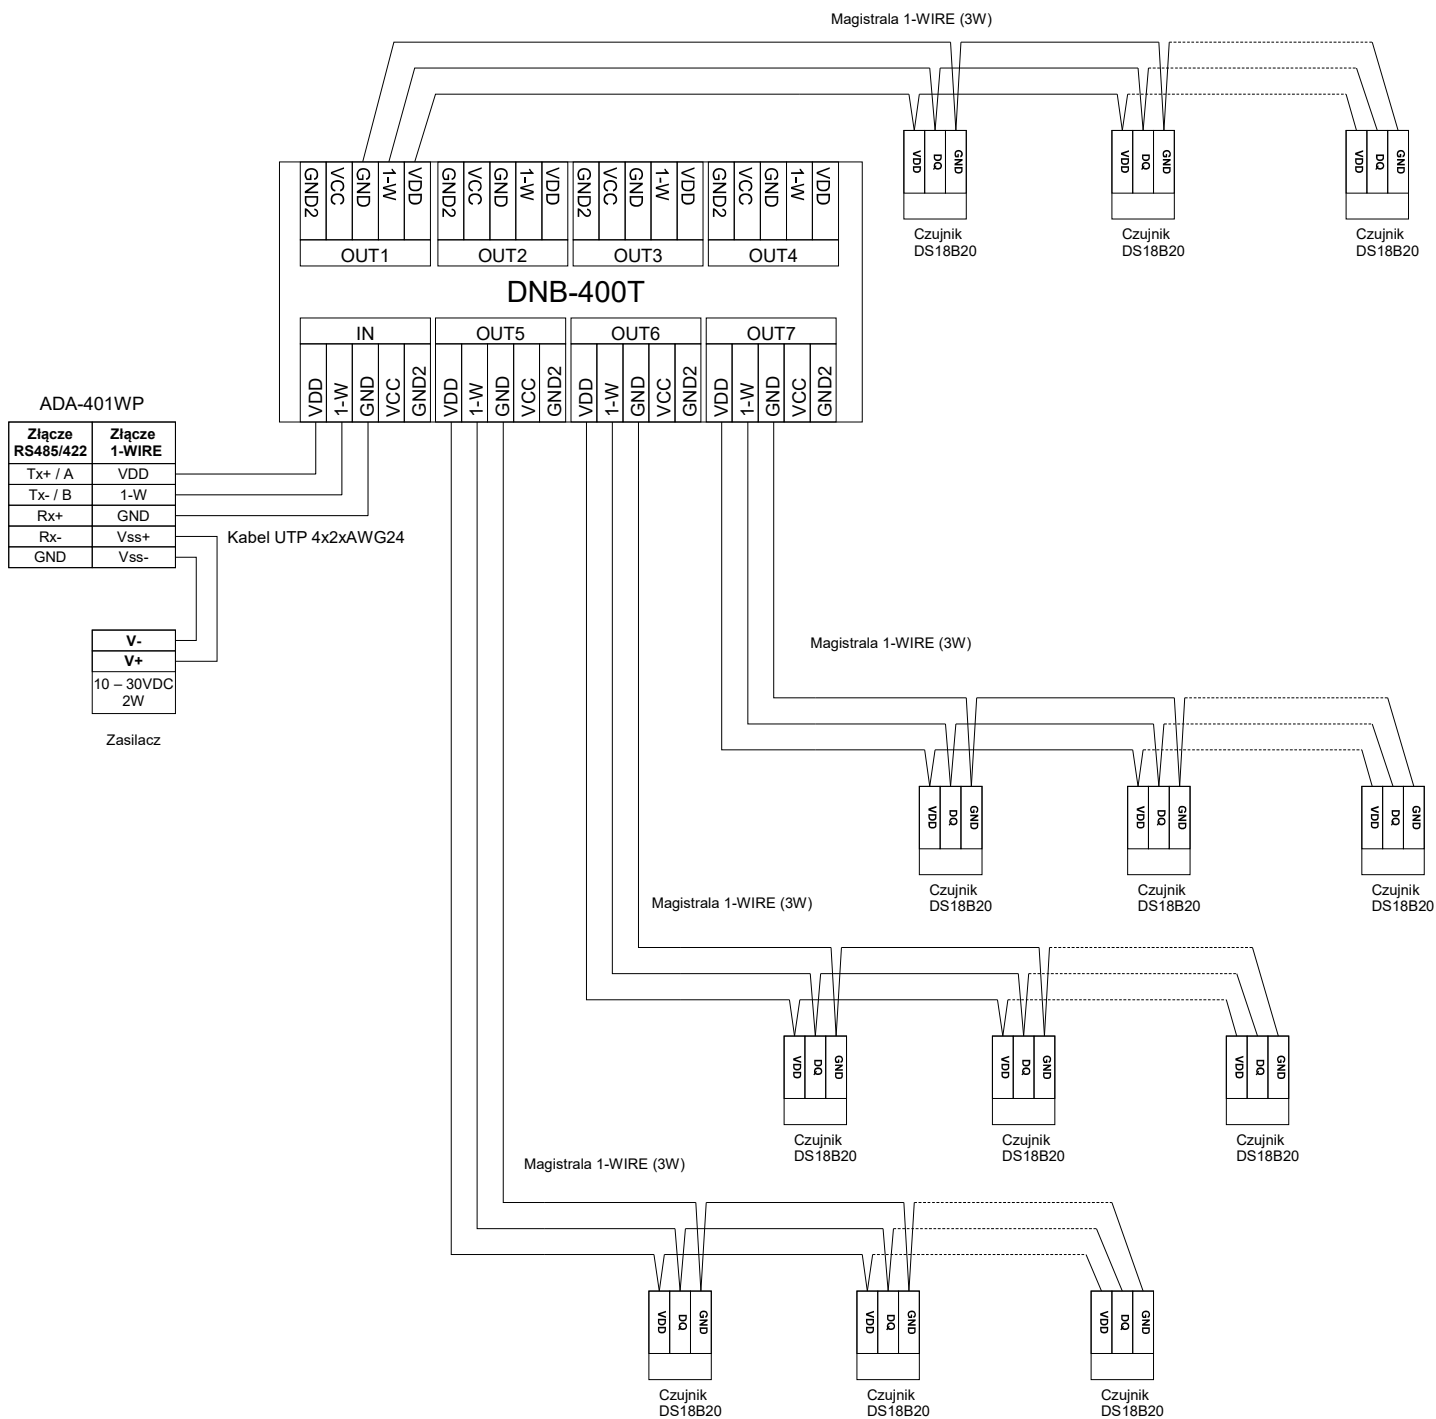 Magistrala 1-WIRE (3W)
VDD DQ GND
VDD DQ GND
VDD DQ GND
Czujnik
DS18B20
Czujnik
DS18B20
Czujnik
DS18B20
GND2 VCC GND 1-W VDD
GND2 VCC GND 1-W VDD
GND2 VCC GND 1-W VDD
GND2 VCC GND 1-W VDD
OUT1 OUT2 OUT3 OUT4
DNB-400T
IN OUT5 OUT6 OUT7
VDD 1-W GND VCC GND2
VDD 1-W GND VCC GND2
VDD 1-W GND VCC GND2
VDD 1-W GND VCC GND2
ADA-401WP
Złącze RS485/422 Złącze 1-WIRE
Tx+ / A VDD
Tx- / B 1-W
Rx+ GND
Rx- Vss+
GND Vss-
Kabel UTP 4x2xAWG24
V-
V+
10 – 30VDC
2W
Zasilacz
Magistrala 1-WIRE (3W)
VDD DQ GND
VDD DQ GND
VDD DQ GND
Czujnik
DS18B20
Czujnik
DS18B20
Czujnik
DS18B20
Magistrala 1-WIRE (3W)
VDD DQ GND
VDD DQ GND
VDD DQ GND
Czujnik
DS18B20
Czujnik
DS18B20
Czujnik
DS18B20
Magistrala 1-WIRE (3W)
VDD DQ GND
VDD DQ GND
VDD DQ GND
Czujnik
DS18B20
Czujnik
DS18B20
Czujnik
DS18B20